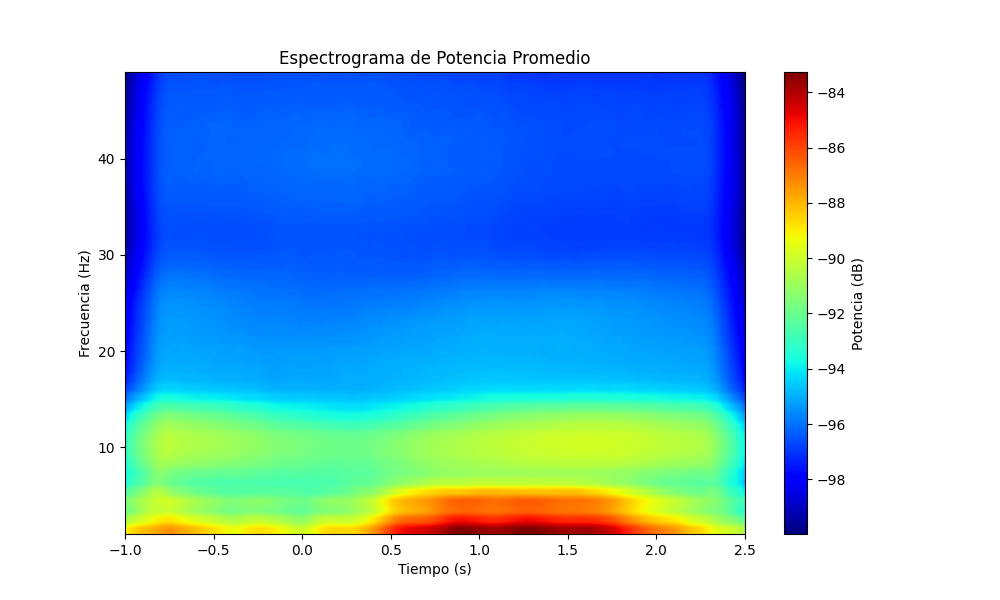 Espectrograma de Potencia Promedio
Frecuencia (Hz)
40
30
20
10
−1.0 −0.5 0.0 0.5 1.0 1.5 2.0 2.5
Tiempo (s)
−84
−86
−88
−90
−92
−94
−96
−98
Potencia (dB)